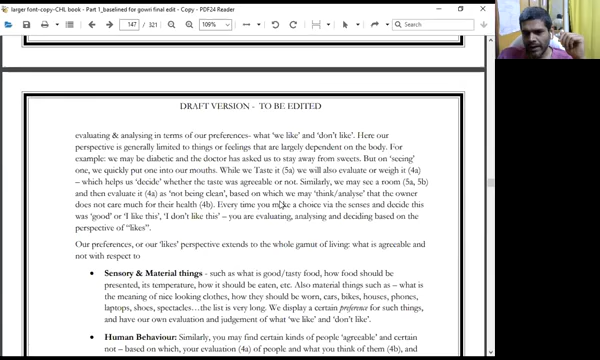 larger font-copy-CHL book - Part 1_baselined for gowri final edit - Copy - PDF24 Reader
147 / 321
109%
Search
DRAFT VERSION - TO BE EDITED
evaluating & analysing in terms of our preferences- what ‘we like’ and ‘don’t like’. Here our
perspective is generally limited to things or feelings that are largely dependent on the body. For
example: we may be diabetic and the doctor has asked us to stay away from sweets. But on ‘seeing’
one, we quickly put one into our mouths. While we Taste it (5a) we will also evaluate or weigh it (4a)
– which helps us ‘decide’ whether the taste was agreeable or not. Similarly, we may see a room (5a, 5b)
and then evaluate it (4a) as ‘not being clean’, based on which we may ‘think/analyse’ that the owner
does not care much for their health (4b). Every time you make a choice via the senses and decide this
was ‘good’ or ‘I like this’, ‘I don’t like this’ – you are evaluating, analysing and deciding based on the
perspective of “likes”.
Our preferences, or our ‘likes’ perspective extends to the whole gamut of living: what is agreeable and
not with respect to
• Sensory & Material things - such as what is good/tasty food, how food should be
presented, its temperature, how it should be eaten, etc. Also material things such as – what is
the meaning of nice looking clothes, how they should be worn, cars, bikes, houses, phones,
laptops, shoes, spectacles…the list is very long. We display a certain preference for such things,
and have our own evaluation and judgement of what ‘we like’ and ‘don’t like’.
• Human Behaviour: Similarly, you may find certain kinds of people ‘agreeable’ and certain
not – based on which, your evaluation (4a) of people and what you think of them (4b), and